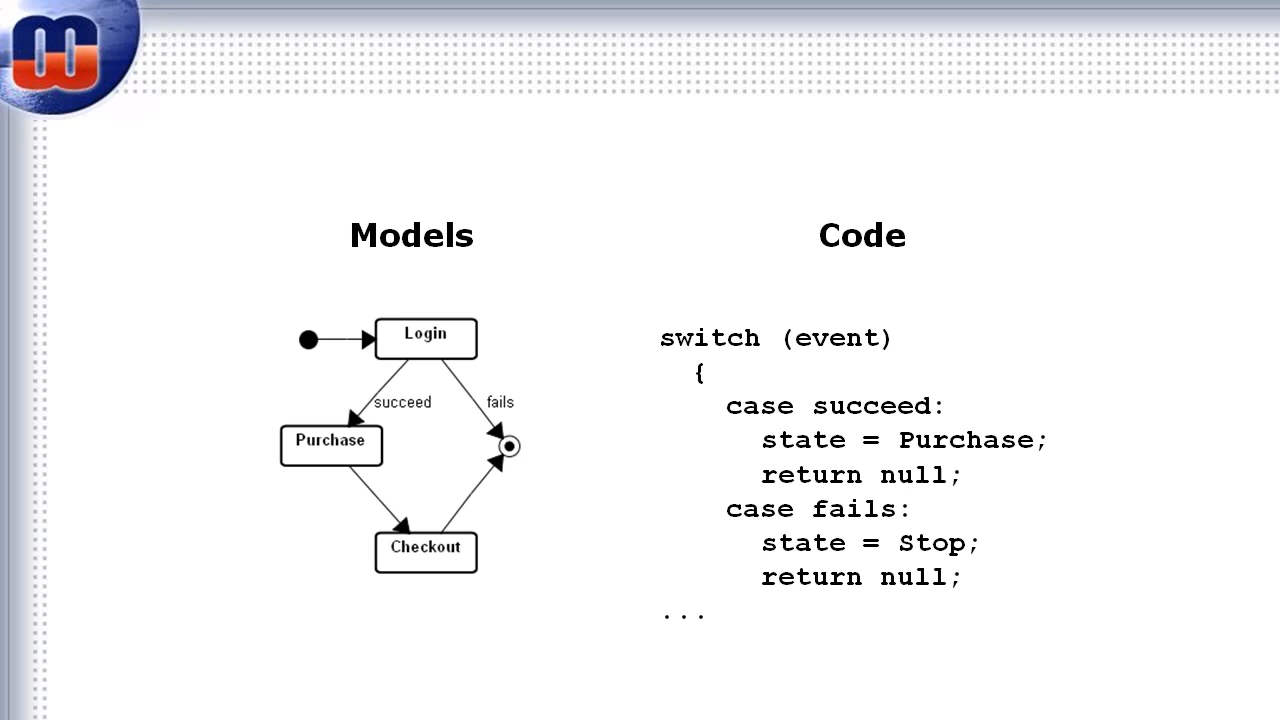 Models
Login
succeed
fails
Purchase
Checkout
Code
switch (event)
{
case succeed:
state = Purchase;
return null;
case fails:
state = Stop;
return null;
...